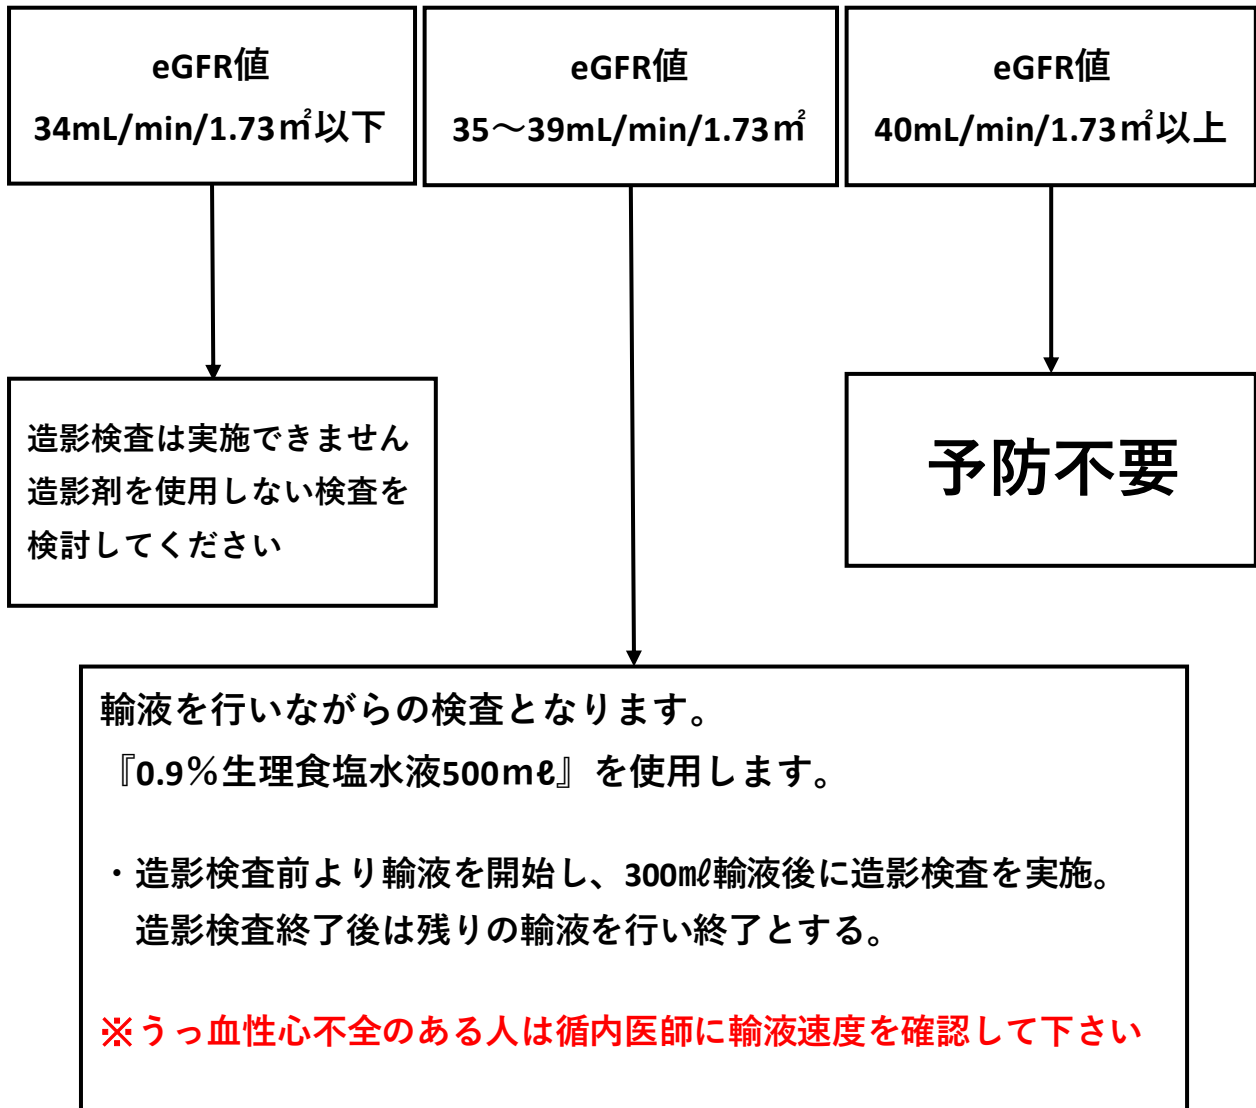 eGFR値
34mL/min/1.73㎡以下
eGFR値
35～39mL/min/1.73㎡
eGFR値
40mL/min/1.73㎡以上
造影検査は実施できません
造影剤を使用しない検査を
検討してください
予防不要
輸液を行いながらの検査となります。
『0.9％生理食塩水液500mℓ』を使用します。
・造影検査前より輸液を開始し、300㎖輸液後に造影検査を実施。
造影検査終了後は残りの輸液を行い終了とする。
※うっ血性心不全のある人は循内医師に輸液速度を確認して下さい